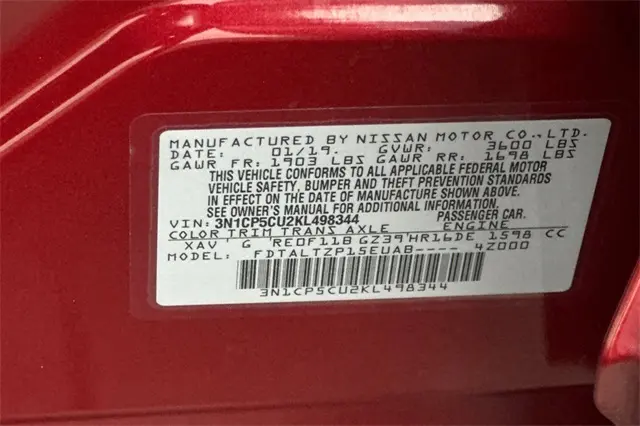 MANUFACTURED BY NISSAN MOTOR CO.,LTD.
DATE: 01/19. GVWR: 3600 LBS
GAWR FR: 1903 LBS GAWR RR: 1698 LBS
THIS VEHICLE CONFORMS TO ALL APPLICABLE FEDERAL MOTOR
VEHICLE SAFETY, BUMPER AND THEFT PREVENTION STANDARDS
IN EFFECT ON THE DATE OF MANUFACTURE SHOWN ABOVE.
SEE OWNER'S MANUAL FOR ADDITIONAL INFORMATION.
VIN: 3N1CP5CU2KL498344 PASSENGER CAR.
COLOR TRIM TRANS AXLE ENGINE
XAV' G 'RE0F11B GZ39'HR16DE 1598 CC
MODEL: FDTALTZP15EUAB---- 4Z000
3N1CP5CU2KL498344